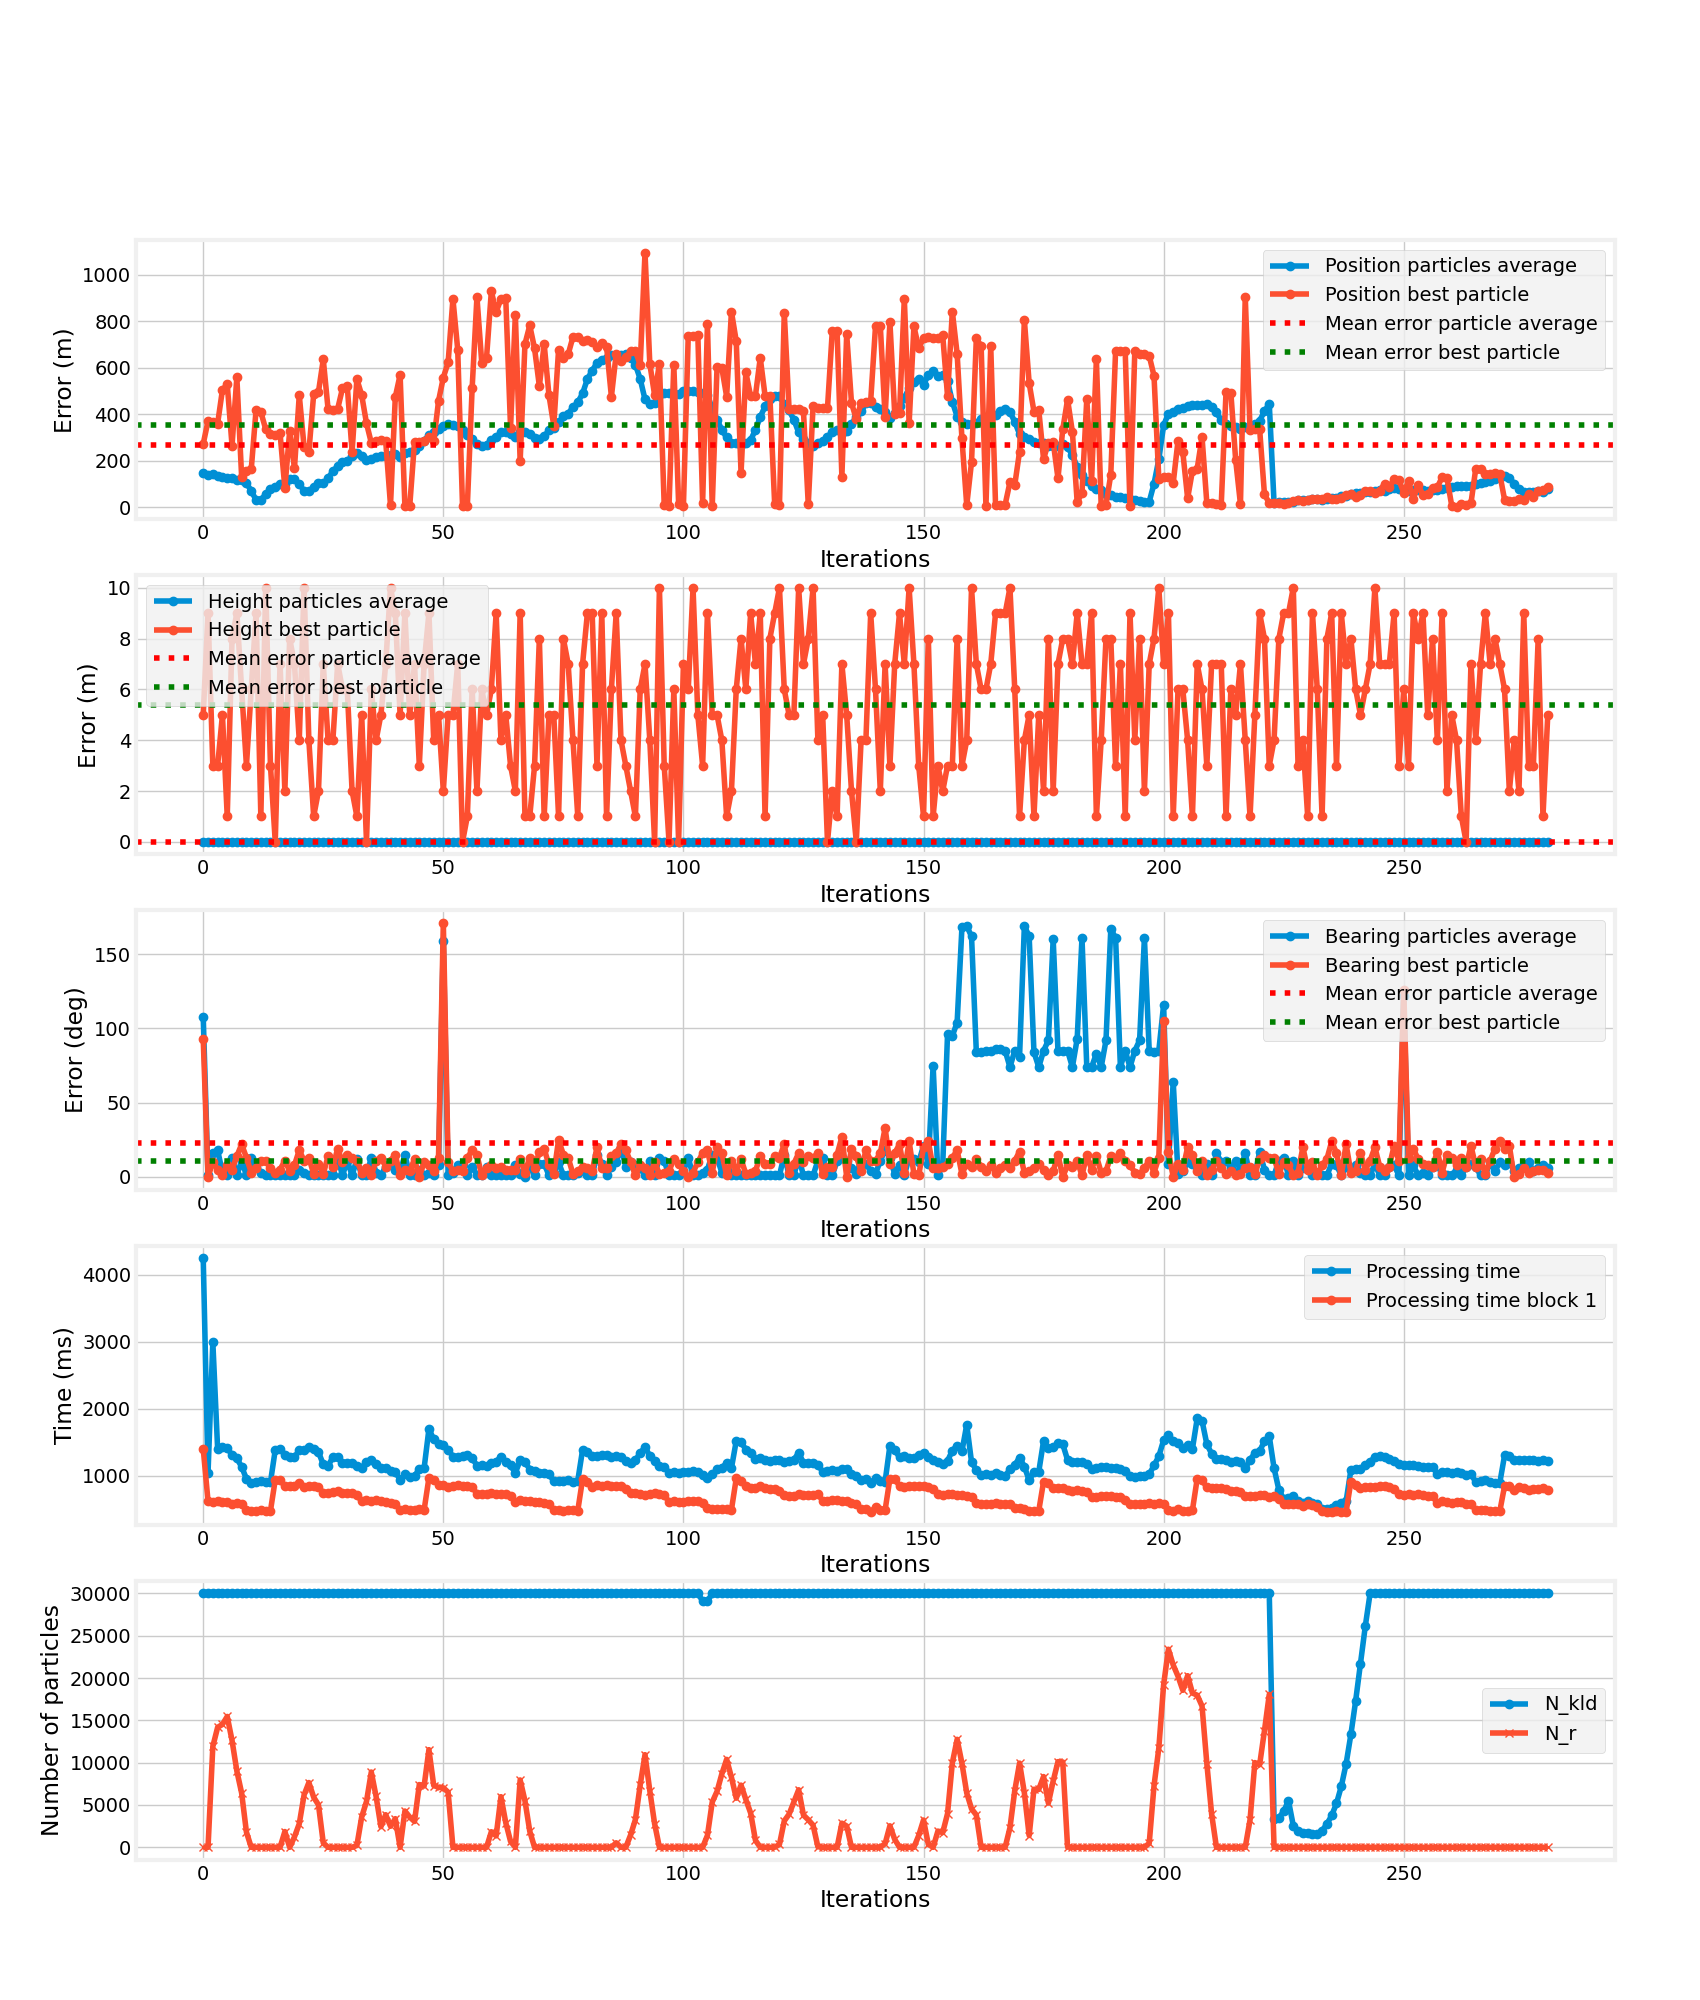 1000
800
600
400
200
0
Error (m)
Position particles average
Position best particle
Mean error particle average
Mean error best particle
0 50 100 150 200 250
Iterations
10
8
6
4
2
0
Error (m)
Height particles average
Height best particle
Mean error particle average
Mean error best particle
0 50 100 150 200 250
Iterations
150
100
50
0
Error (deg)
Bearing particles average
Bearing best particle
Mean error particle average
Mean error best particle
0 50 100 150 200 250
Iterations
4000
3000
2000
1000
Time (ms)
Processing time
Processing time block 1
0 50 100 150 200 250
Iterations
30000
25000
20000
15000
10000
5000
0
Number of particles
N_kld
N_r
0 50 100 150 200 250
Iterations